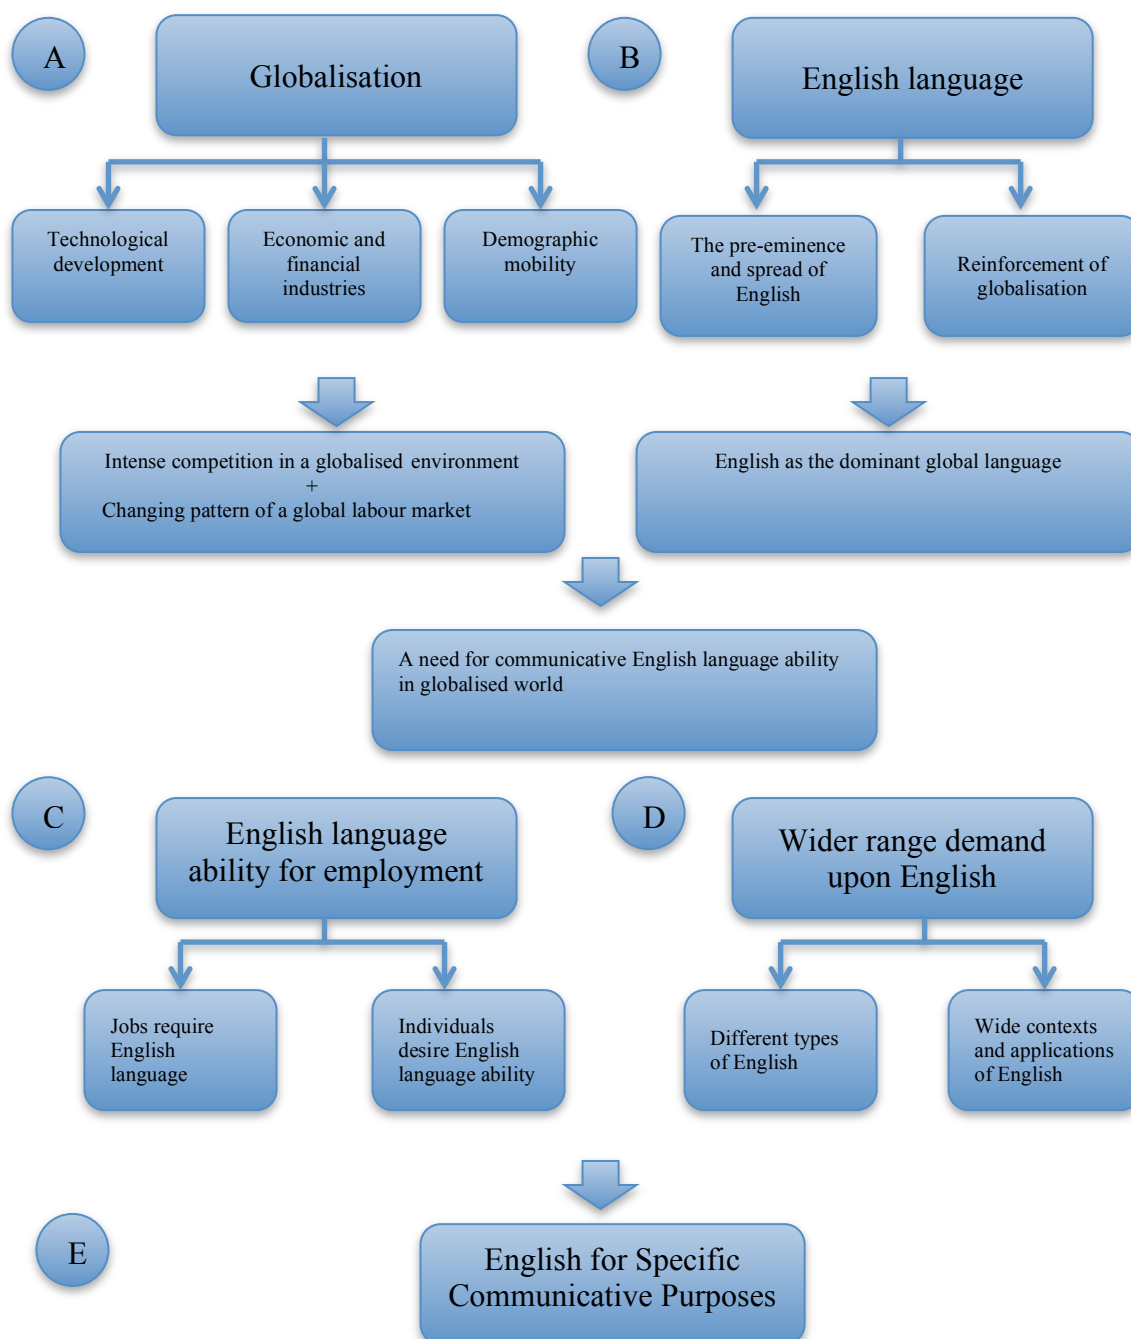 A
Globalisation
B
English language
Technological
development
Economic and
financial
industries
Demographic
mobility
The pre-eminence
and spread of
English
Reinforcement of
globalisation
Intense competition in a globalised environment
+
Changing pattern of a global labour market
English as the dominant global language
A need for communicative English language ability
in globalised world
C
English language
ability for employment
D
Wider range demand
upon English
Jobs require
English
language
Individuals
desire English
language ability
Different types
of English
Wide contexts
and applications
of English
E
English for Specific
Communicative Purposes